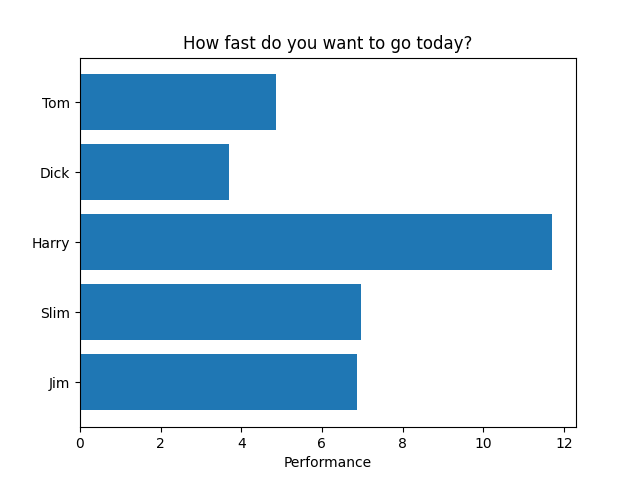 How fast do you want to go today?
Tom
Dick
Harry
Slim
Jim
0 2 4 6 8 10 12
Performance